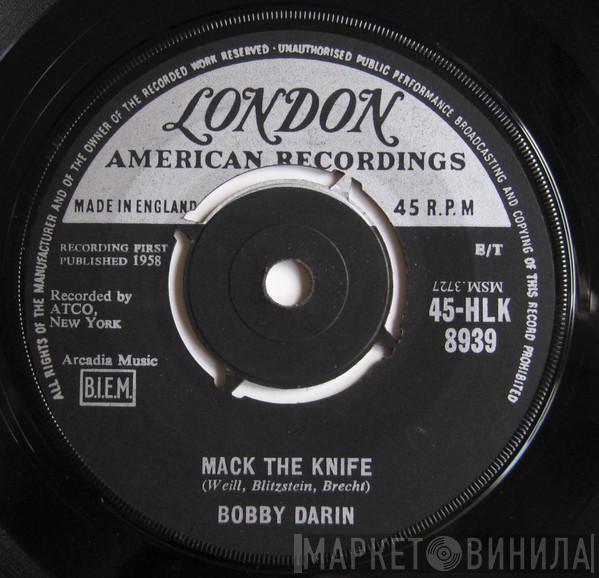 ALL RIGHTS OF THE MANUFACTURER AND OF THE OWNER OF THE RECORDED WORK RESERVED · UNAUTHORISED PUBLIC PERFORMANCE BROADCASTING AND COPYING OF THIS RECORD PROHIBITED
LONDON
AMERICAN RECORDINGS
MADE IN ENGLAND
45 R.P.M
RECORDING FIRST
PUBLISHED 1958
B/T
MSM.3727
Recorded by
ATCO,
New York
45-HLK
8939
Arcadia Music
B.I.E.M.
MACK THE KNIFE
(Weill, Blitzstein, Brecht)
BOBBY DARIN
МАРКЕТ ВИНИЛА